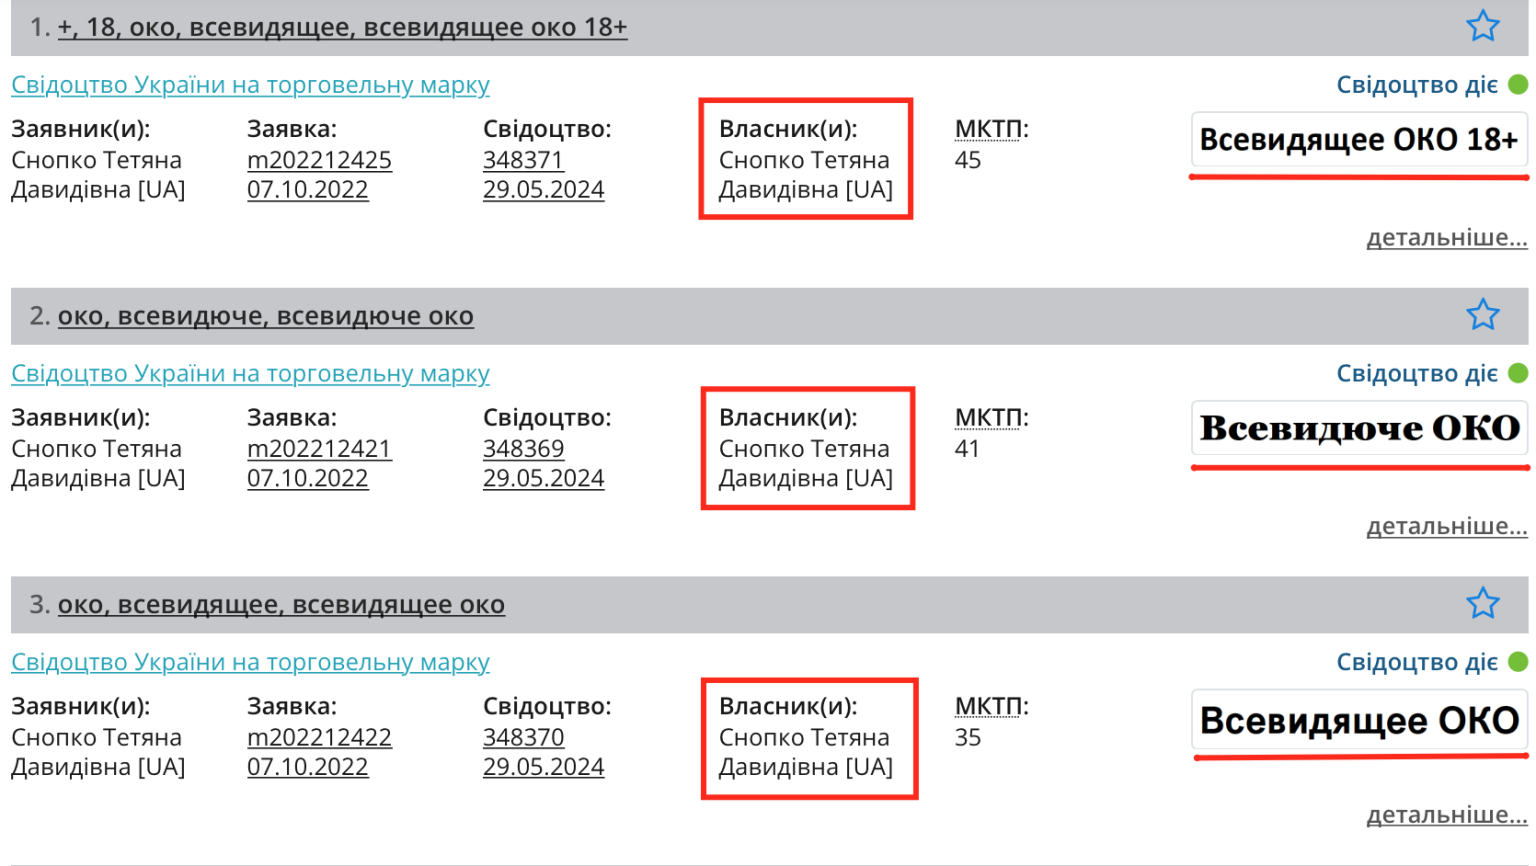 1. +, 18, око, всевидящее, всевидящее око 18+
Свідоцтво України на торговельну марку
Свідоцтво діє
Заявник(и): Заявка: Свідоцтво: Власник(и): МКТП:
Снопко Тетяна m202212425 348371 Снопко Тетяна 45
Давидівна [UA] 07.10.2022 29.05.2024 Давидівна [UA]
Всевидящее ОКО 18+
детальніше...
2. око, всевидюче, всевидюче око
Свідоцтво України на торговельну марку
Свідоцтво діє
Заявник(и): Заявка: Свідоцтво: Власник(и): МКТП:
Снопко Тетяна m202212421 348369 Снопко Тетяна 41
Давидівна [UA] 07.10.2022 29.05.2024 Давидівна [UA]
Всевидюче ОКО
детальніше...
3. око, всевидящее, всевидящее око
Свідоцтво України на торговельну марку
Свідоцтво діє
Заявник(и): Заявка: Свідоцтво: Власник(и): МКТП:
Снопко Тетяна m202212422 348370 Снопко Тетяна 35
Давидівна [UA] 07.10.2022 29.05.2024 Давидівна [UA]
Всевидящее ОКО
детальніше...